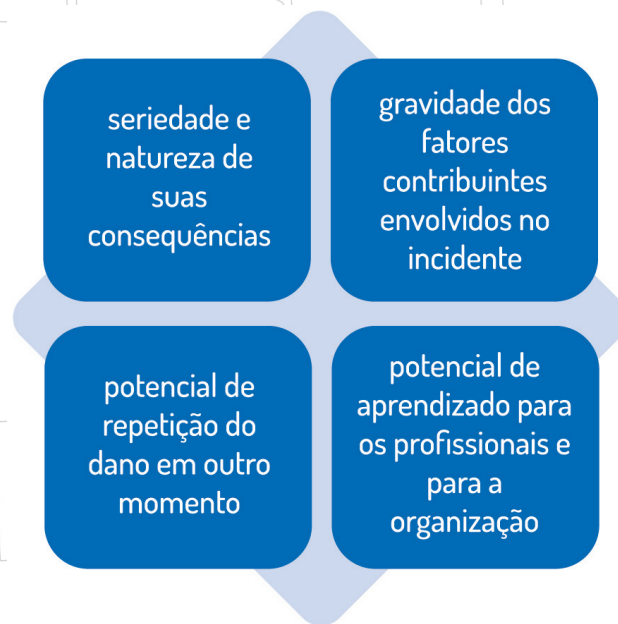 seriedade e
natureza de
suas
consequências
gravidade dos
fatores
contribuintes
envolvidos no
incidente
potencial de
repetição do
dano em outro
momento
potencial de
aprendizado para
os profissionais e
para a
organização